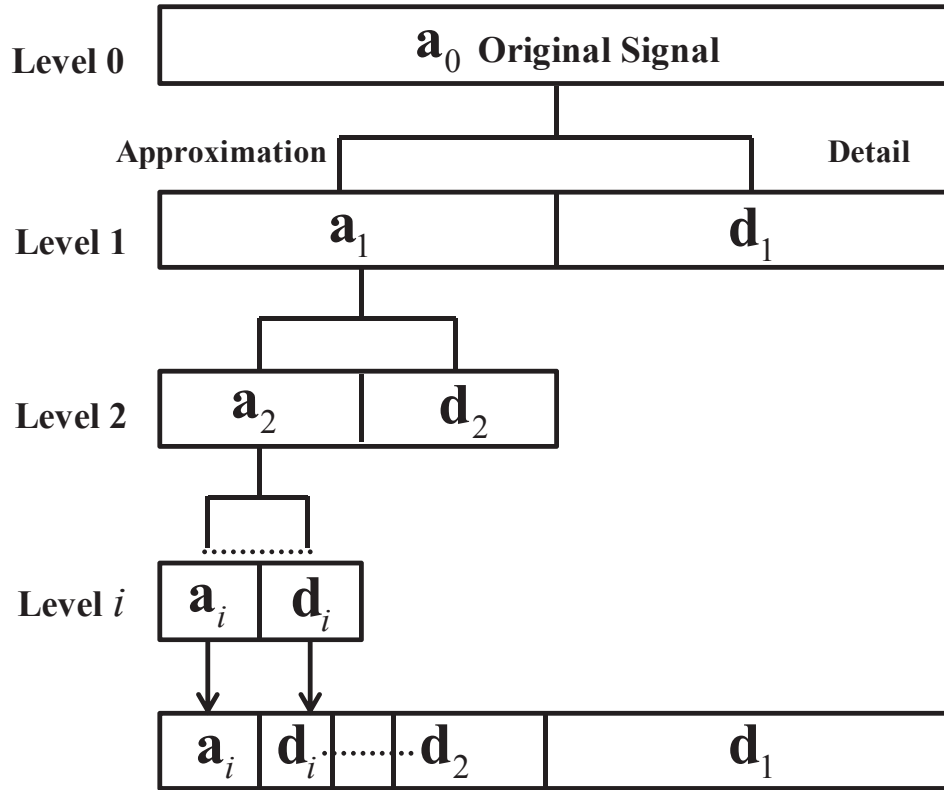 Level 0 a0 Original Signal
Approximation Detail
Level 1 a1 d1
Level 2 a2 d2
Level i ai di
ai di ........ d2 d1